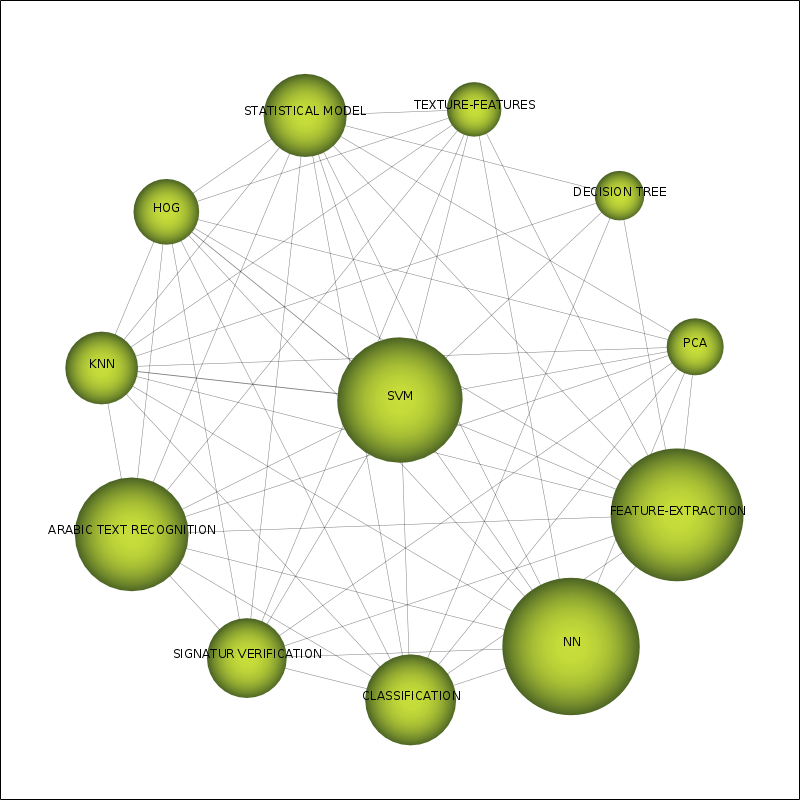 TEXTURE-FEATURES
STATISTICAL MODEL
DECISION TREE
HOG
PCA
KNN
SVM
FEATURE-EXTRACTION
ARABIC TEXT RECOGNITION
NN
SIGNATUR VERIFICATION
CLASSIFICATION